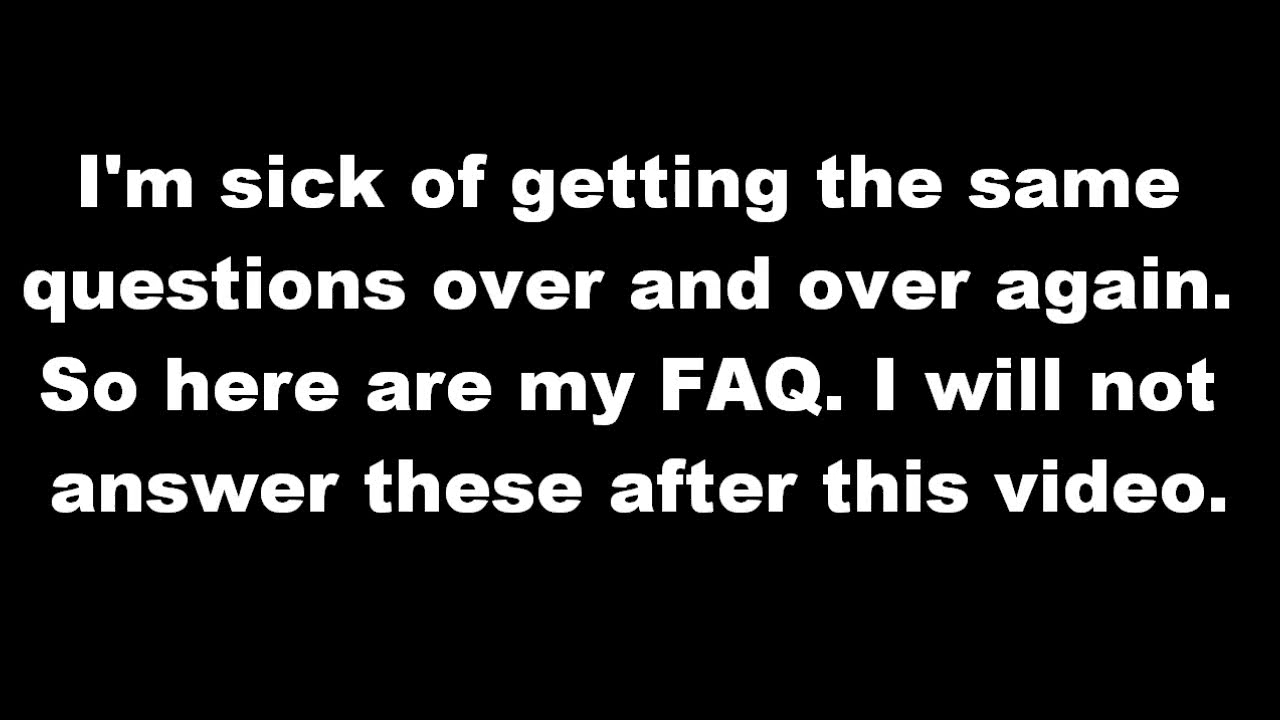 I'm sick of getting the same
questions over and over again.
So here are my FAQ. I will not
answer these after this video.